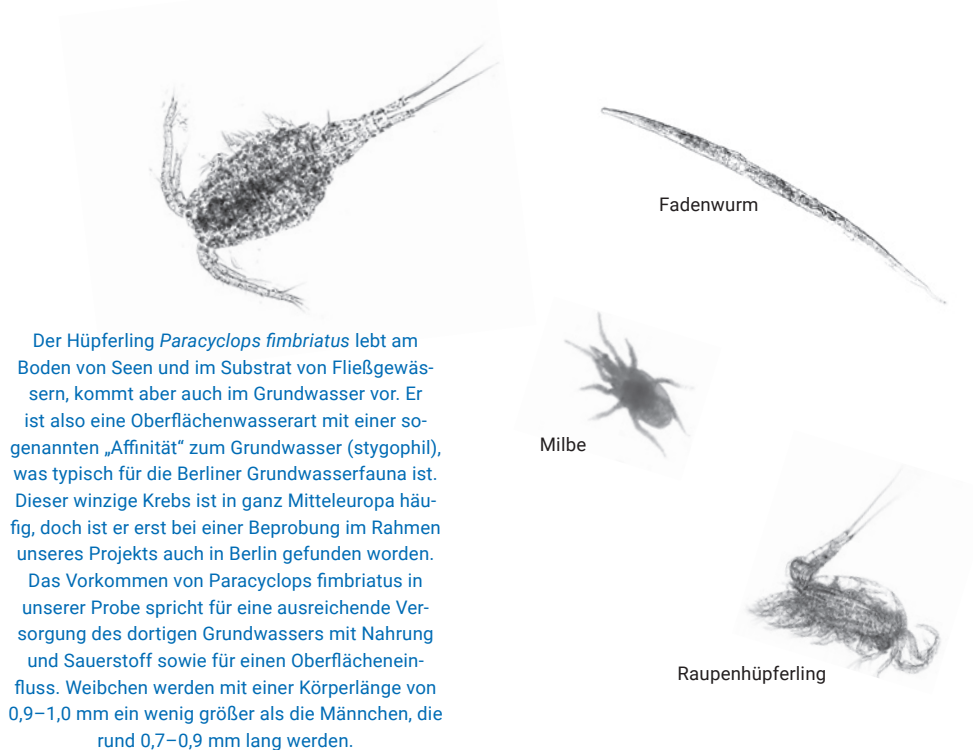 Der Hüpferling Paracyclops fimbriatus lebt am
Boden von Seen und im Substrat von Fließgewäs-
sern, kommt aber auch im Grundwasser vor. Er
ist also eine Oberflächenwasserart mit einer so-
genannten „Affinität“ zum Grundwasser (stygophil),
was typisch für die Berliner Grundwasserfauna ist.
Dieser winzige Krebs ist in ganz Mitteleuropa häu-
fig, doch ist er erst bei einer Beprobung im Rahmen
unseres Projekts auch in Berlin gefunden worden.
Das Vorkommen von Paracyclops fimbriatus in
unserer Probe spricht für eine ausreichende Ver-
sorgung des dortigen Grundwassers mit Nahrung
und Sauerstoff sowie für einen Oberflächenein-
fluss. Weibchen werden mit einer Körperlänge von
0,9–1,0 mm ein wenig größer als die Männchen, die
rund 0,7–0,9 mm lang werden.
Fadenwurm
Milbe
Raupenhüpferling